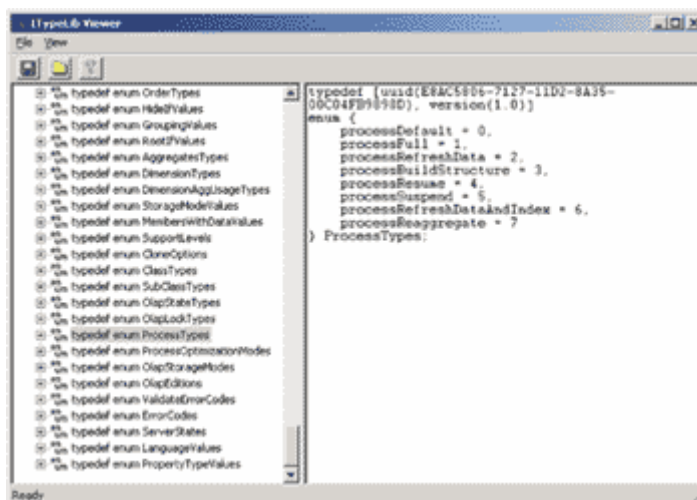 ITypeLib Viewer
File View
typedef enum OrderTypes
typedef enum HideIfValues
typedef enum GroupingValues
typedef enum RootIfValues
typedef enum AggregatesTypes
typedef enum DimensionTypes
typedef enum DimensionAggUsageTypes
typedef enum StorageModeValues
typedef enum MembersWithDataValues
typedef enum SupportLevels
typedef enum CloneOptions
typedef enum ClassTypes
typedef enum SubClassTypes
typedef enum OlapStateTypes
typedef enum OlapLockTypes
typedef enum ProcessTypes
typedef enum ProcessOptimizationModes
typedef enum OlapStorageModes
typedef enum OlapEditions
typedef enum ValidateErrorCodes
typedef enum ErrorCodes
typedef enum ServerStates
typedef enum LanguageValues
typedef enum PropertyTypeValues
typedef [uuid(E8AC5806-7127-11D2-8A35-
00C04FB9898D), version(1.0)]
enum {
processDefault = 0,
processFull = 1,
processRefreshData = 2,
processBuildStructure = 3,
processResume = 4,
processSuspend = 5,
processRefreshDataAndIndex = 6,
processReaggregate = 7
} ProcessTypes;
Ready